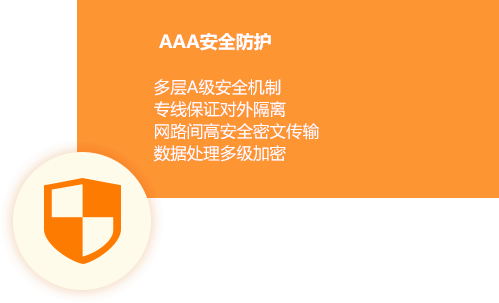 AAA安全防护
多层A级安全机制
专线保证对外隔离
网路间高安全密文传输
数据处理多级加密